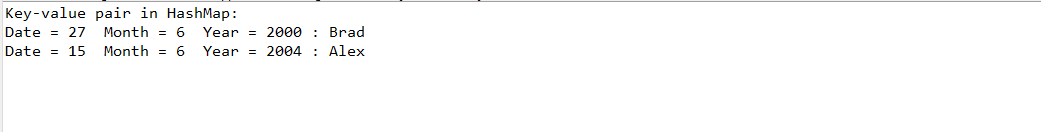 Key-value pair in HashMap:
Date = 27  Month = 6  Year = 2000 : Brad
Date = 15  Month = 6  Year = 2004 : Alex